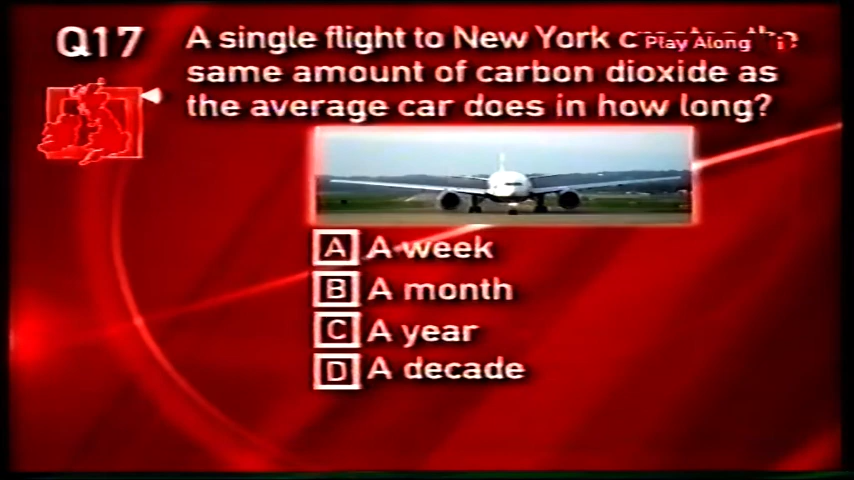 Q17
A single flight to New York
Play Along i
same amount of carbon dioxide as
the average car does in how long?
A A week
B A month
C A year
D A decade